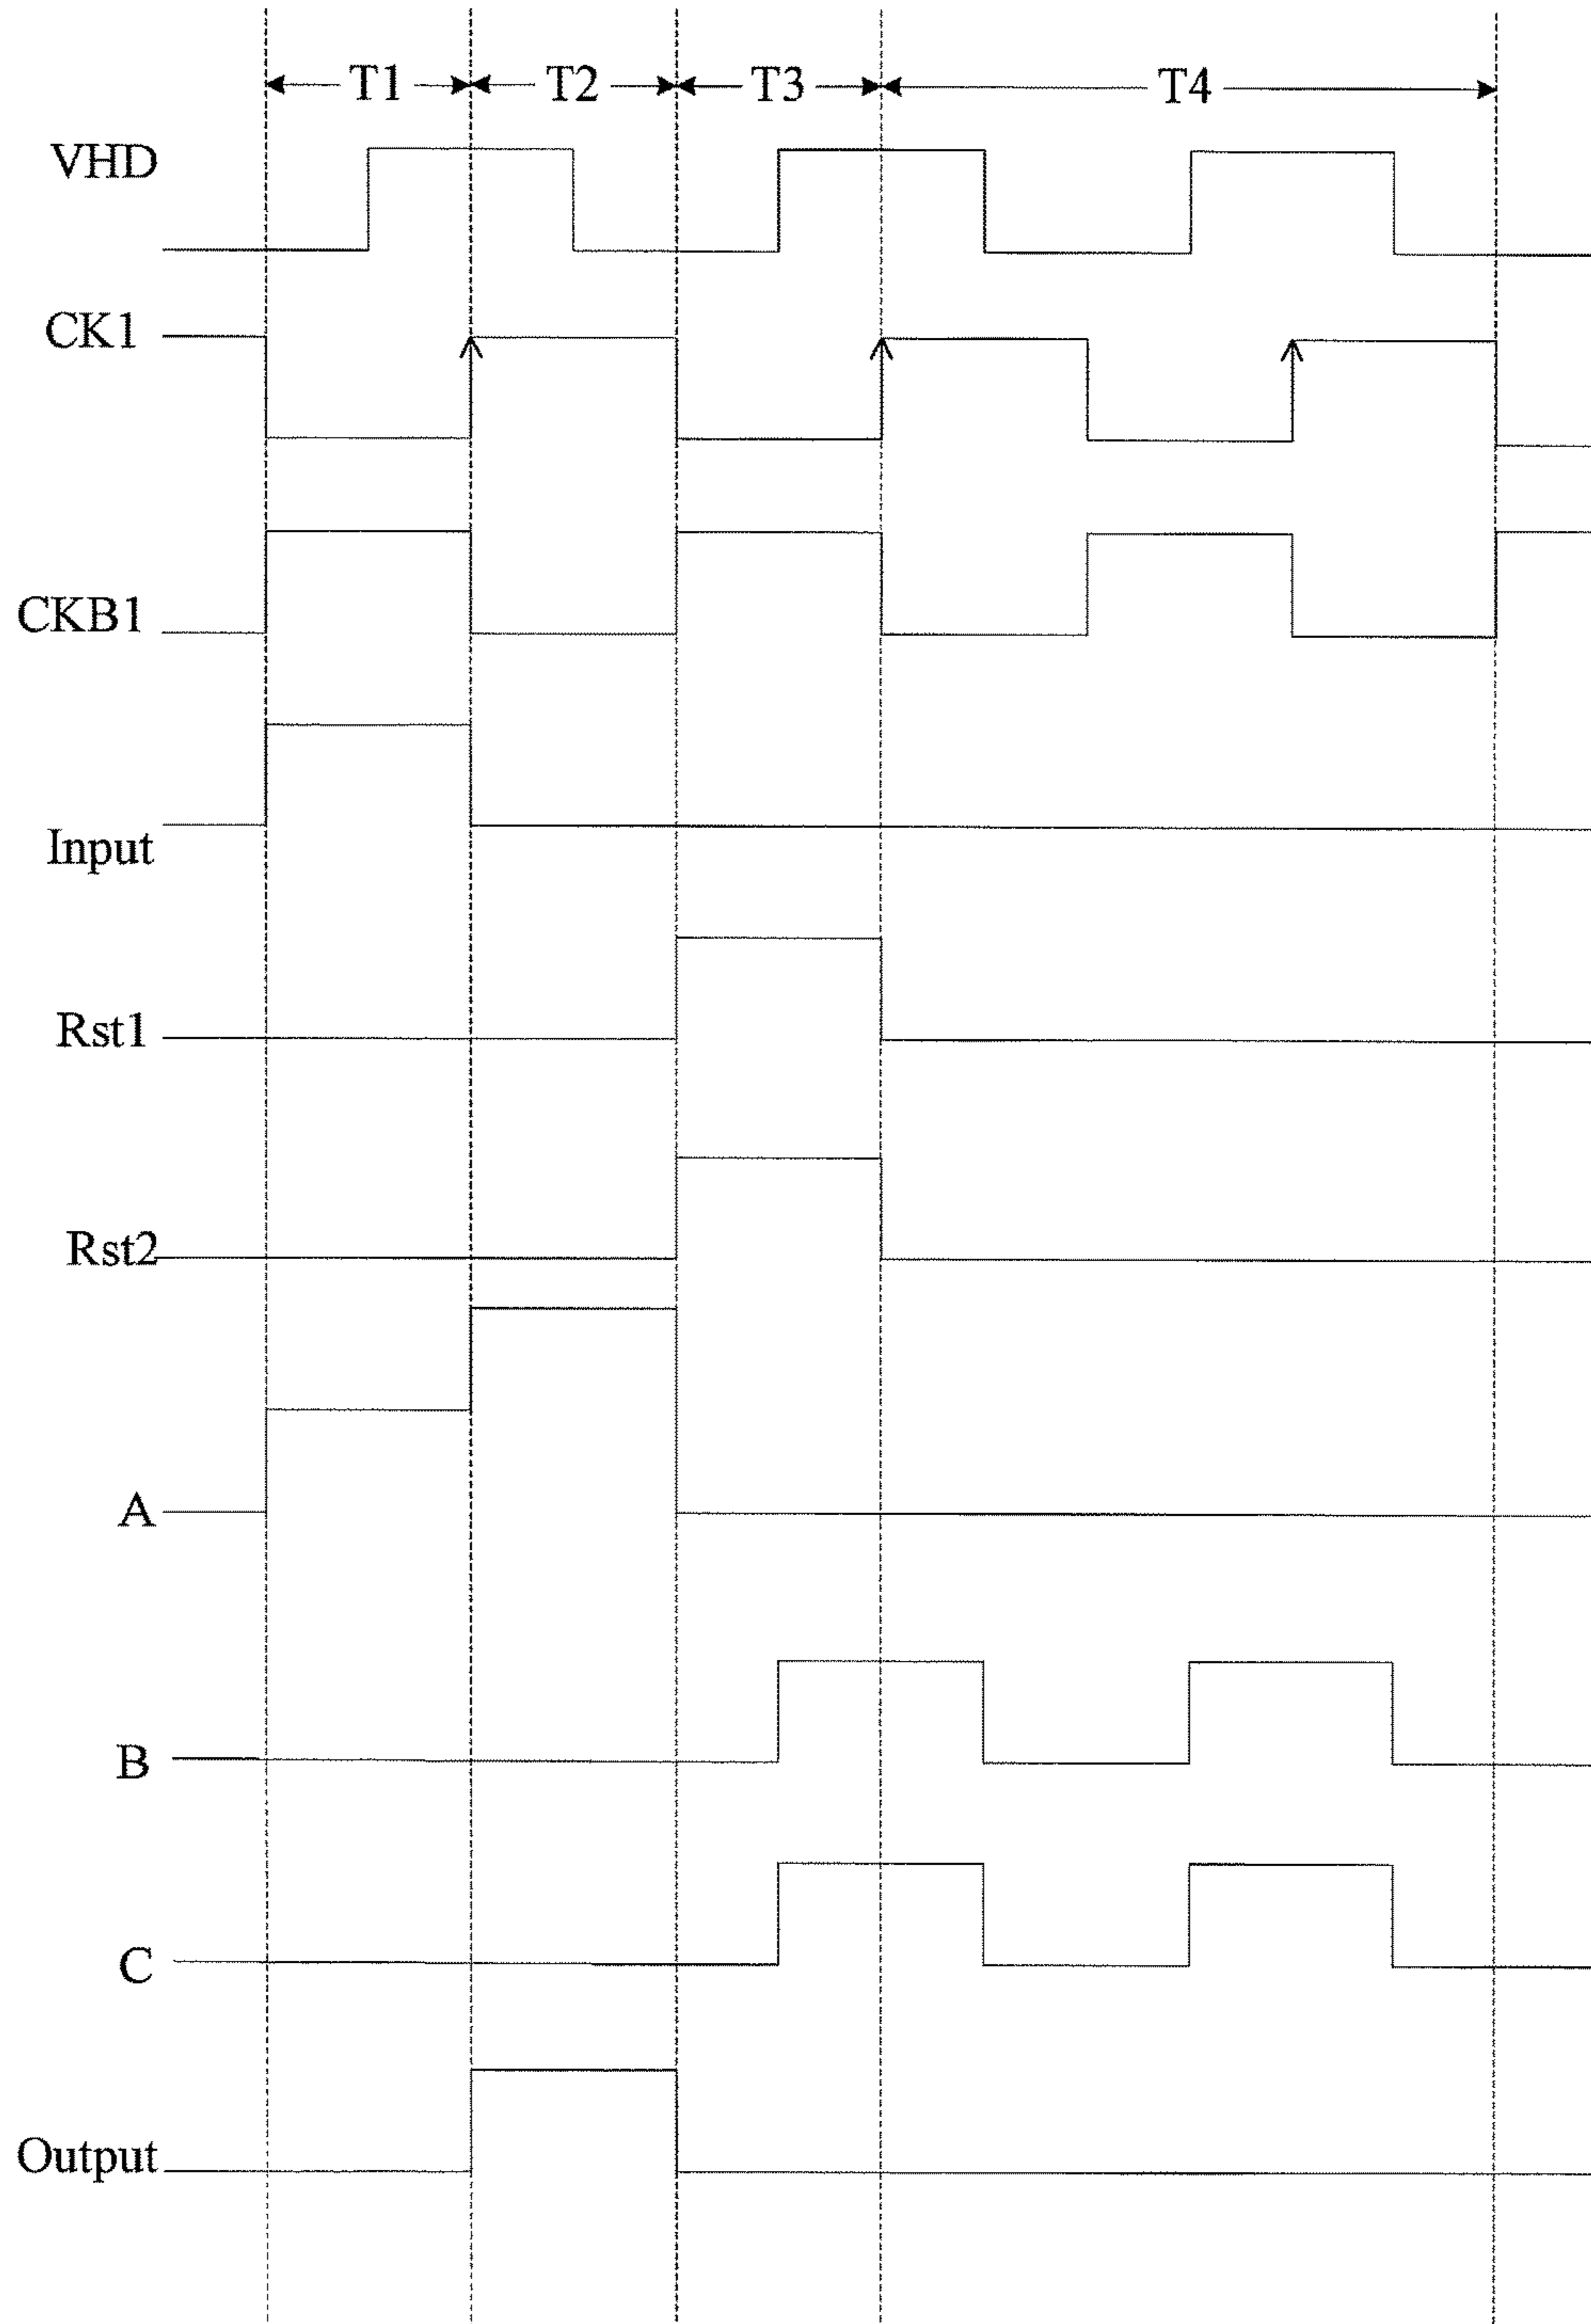 T1 T2 T3 T4
VHD
CK1
CKB1
Input
Rst1
Rst2
A
B
C
Output